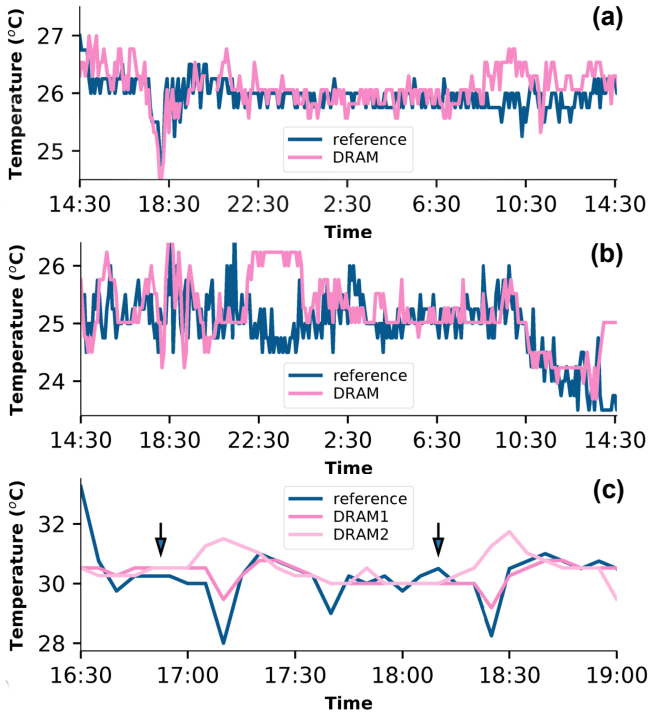 (a)
Temperature (°C)
27
26
25
reference
DRAM
14:30 18:30 22:30 2:30 6:30 10:30 14:30
Time
(b)
Temperature (°C)
26
25
24
reference
DRAM
14:30 18:30 22:30 2:30 6:30 10:30 14:30
Time
(c)
Temperature (°C)
32
30
28
reference
DRAM1
DRAM2
16:30 17:00 17:30 18:00 18:30 19:00
Time